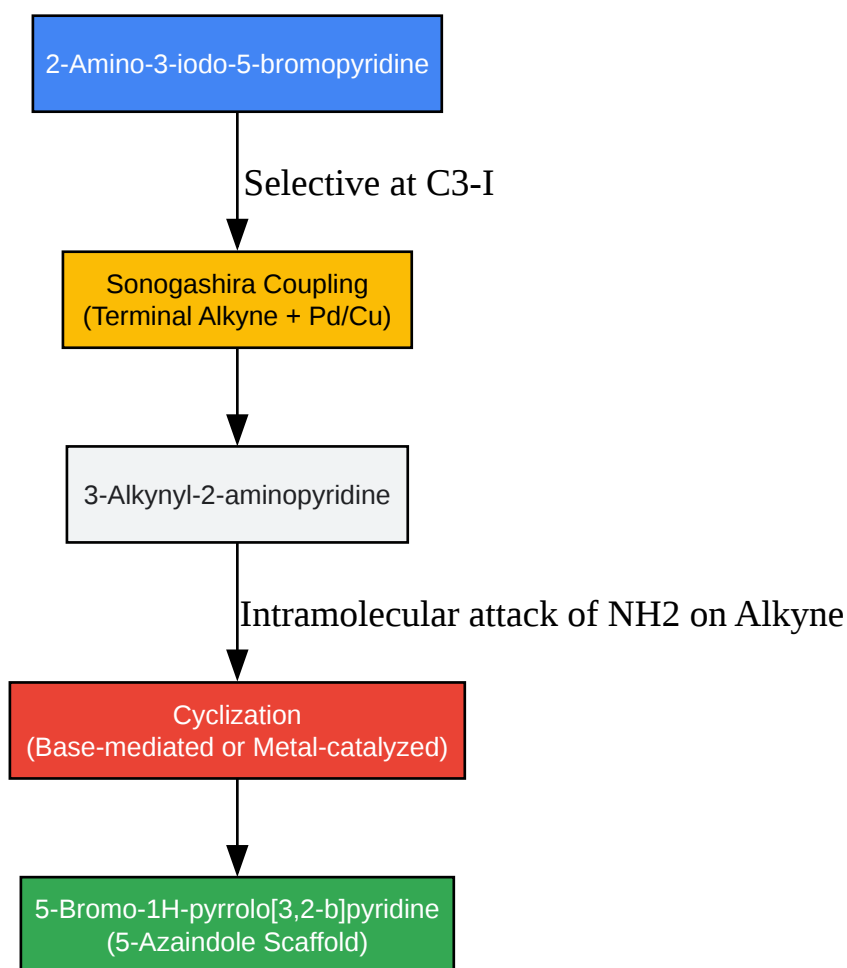 2-Amino-3-iodo-5-bromopyridine
Selective at C3-I
Sonogashira Coupling
(Terminal Alkyne + Pd/Cu)
3-Alkynyl-2-aminopyridine
Intramolecular attack of NH2 on Alkyne
Cyclization
(Base-mediated or Metal-catalyzed)
5-Bromo-1H-pyrrolo[3,2-b]pyridine
(5-Azaindole Scaffold)